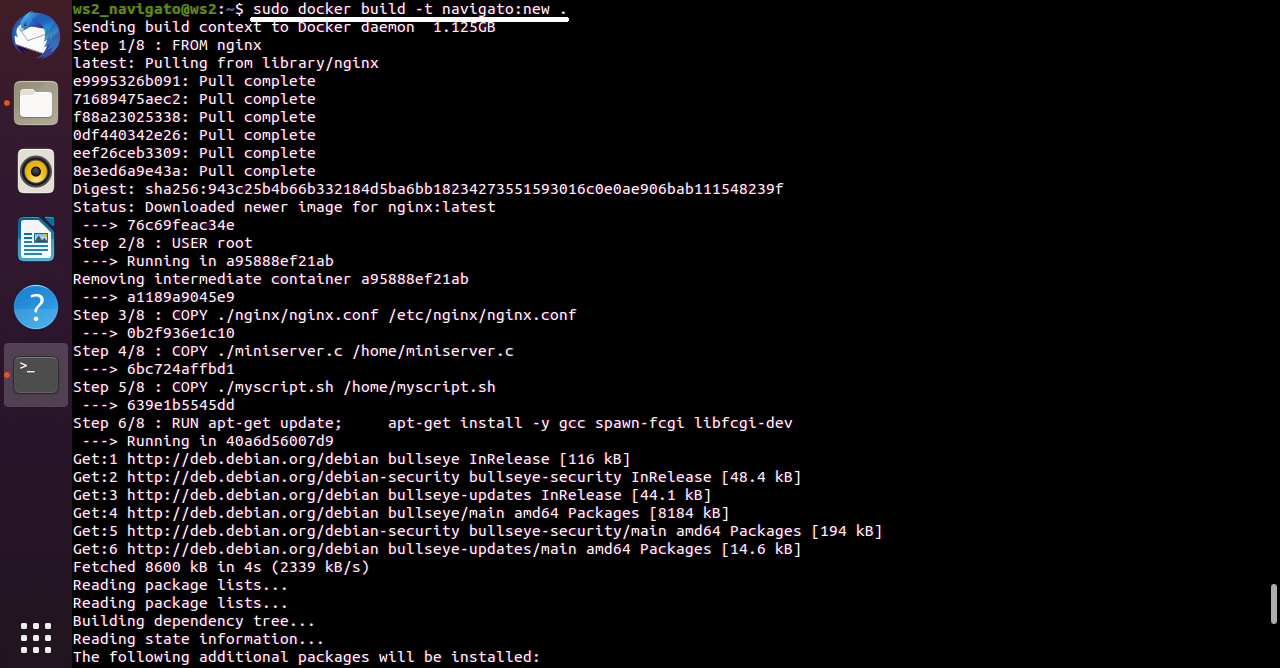 ws2_navigato@ws2:~$ sudo docker build -t navigato:new .
Sending build context to Docker daemon  1.125GB
Step 1/8 : FROM nginx
latest: Pulling from library/nginx
e9995326b091: Pull complete
71689475aec2: Pull complete
f88a23025338: Pull complete
0df440342e26: Pull complete
eef26ceb3309: Pull complete
8e3ed6a9e43a: Pull complete
Digest: sha256:943c25b4b66b332184d5ba6bb18234273551593016c0e0ae906bab111548239f
Status: Downloaded newer image for nginx:latest
 ---> 76c69feac34e
Step 2/8 : USER root
 ---> Running in a95888ef21ab
Removing intermediate container a95888ef21ab
 ---> a1189a9045e9
Step 3/8 : COPY ./nginx/nginx.conf /etc/nginx/nginx.conf
 ---> 0b2f936e1c10
Step 4/8 : COPY ./miniserver.c /home/miniserver.c
 ---> 6bc724affbd1
Step 5/8 : COPY ./myscript.sh /home/myscript.sh
 ---> 639e1b5545dd
Step 6/8 : RUN apt-get update;     apt-get install -y gcc spawn-fcgi libfcgi-dev
 ---> Running in 40a6d56007d9
Get:1 http://deb.debian.org/debian bullseye InRelease [116 kB]
Get:2 http://deb.debian.org/debian-security bullseye-security InRelease [48.4 kB]
Get:3 http://deb.debian.org/debian bullseye-updates InRelease [44.1 kB]
Get:4 http://deb.debian.org/debian bullseye/main amd64 Packages [8184 kB]
Get:5 http://deb.debian.org/debian-security bullseye-security/main amd64 Packages [194 kB]
Get:6 http://deb.debian.org/debian bullseye-updates/main amd64 Packages [14.6 kB]
Fetched 8600 kB in 4s (2339 kB/s)
Reading package lists...
Reading package lists...
Building dependency tree...
Reading state information...
The following additional packages will be installed: